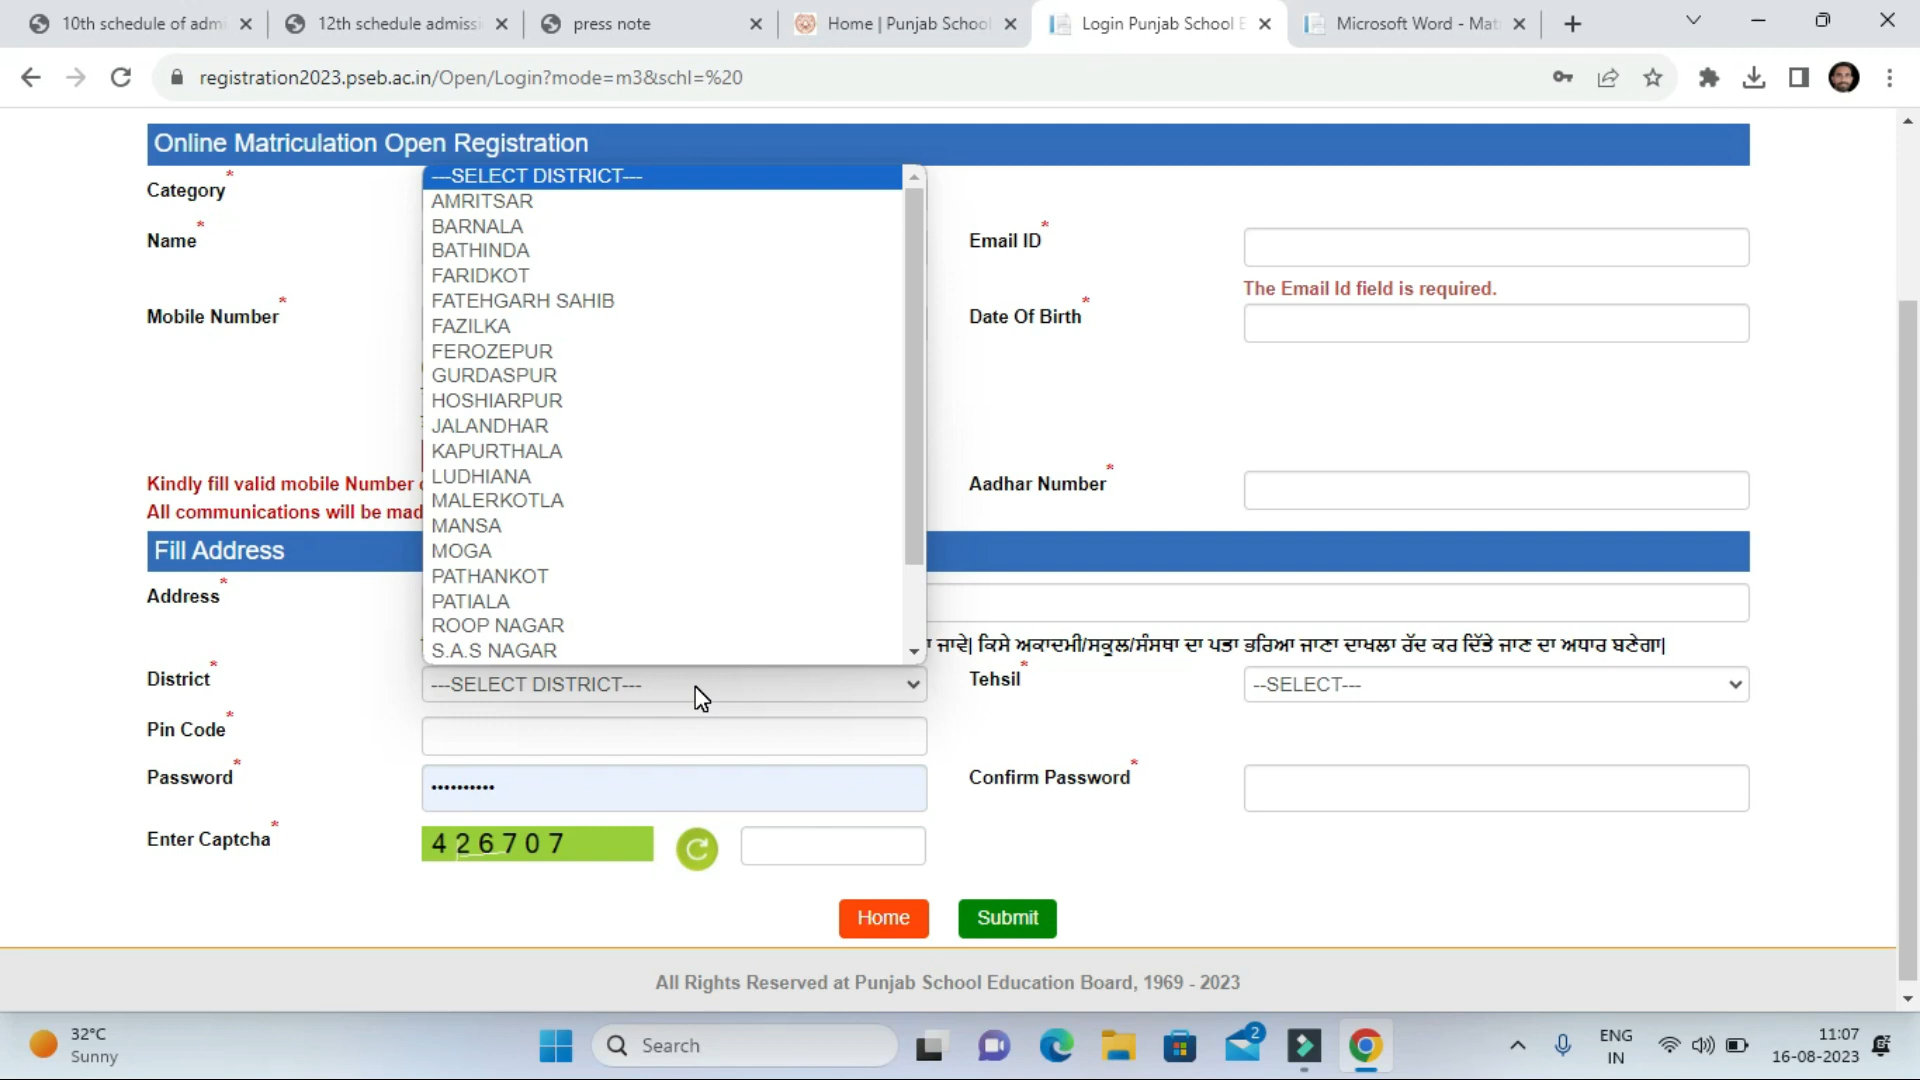 10th schedule of adm
12th schedule admissi
press note
Home | Punjab School
Login Punjab School E
Microsoft Word - Mat
registration2023.pseb.ac.in/Open/Login?mode=m3&schl=%20
Online Matriculation Open Registration
Category*
Name*
Email ID*
The Email Id field is required.
Mobile Number*
Date Of Birth*
Kindly fill valid mobile Number
All communications will be mad
Aadhar Number*
---SELECT DISTRICT---
AMRITSAR
BARNALA
BATHINDA
FARIDKOT
FATEHGARH SAHIB
FAZILKA
FEROZEPUR
GURDASPUR
HOSHIARPUR
JALANDHAR
KAPURTHALA
LUDHIANA
MALERKOTLA
MANSA
MOGA
PATHANKOT
PATIALA
ROOP NAGAR
S.A.S NAGAR
Fill Address
Address*
ਜਾਵੇ| ਕਿਸੇ ਅਕਾਦਮੀ/ਸਕੂਲ/ਸੰਸਥਾ ਦਾ ਪਤਾ ਭਰਿਆ ਜਾਣਾ ਦਾਖਲਾ ਰੱਦ ਕਰ ਦਿੱਤੇ ਜਾਣ ਦਾ ਅਧਾਰ ਬਣੇਗਾ|
District*
---SELECT DISTRICT---
Tehsil*
--SELECT---
Pin Code*
Password*
••••••••••
Confirm Password*
Enter Captcha*
426707
Home
Submit
All Rights Reserved at Punjab School Education Board, 1969 - 2023
32°C
Sunny
Search
2
ENG
IN
11:07
16-08-2023